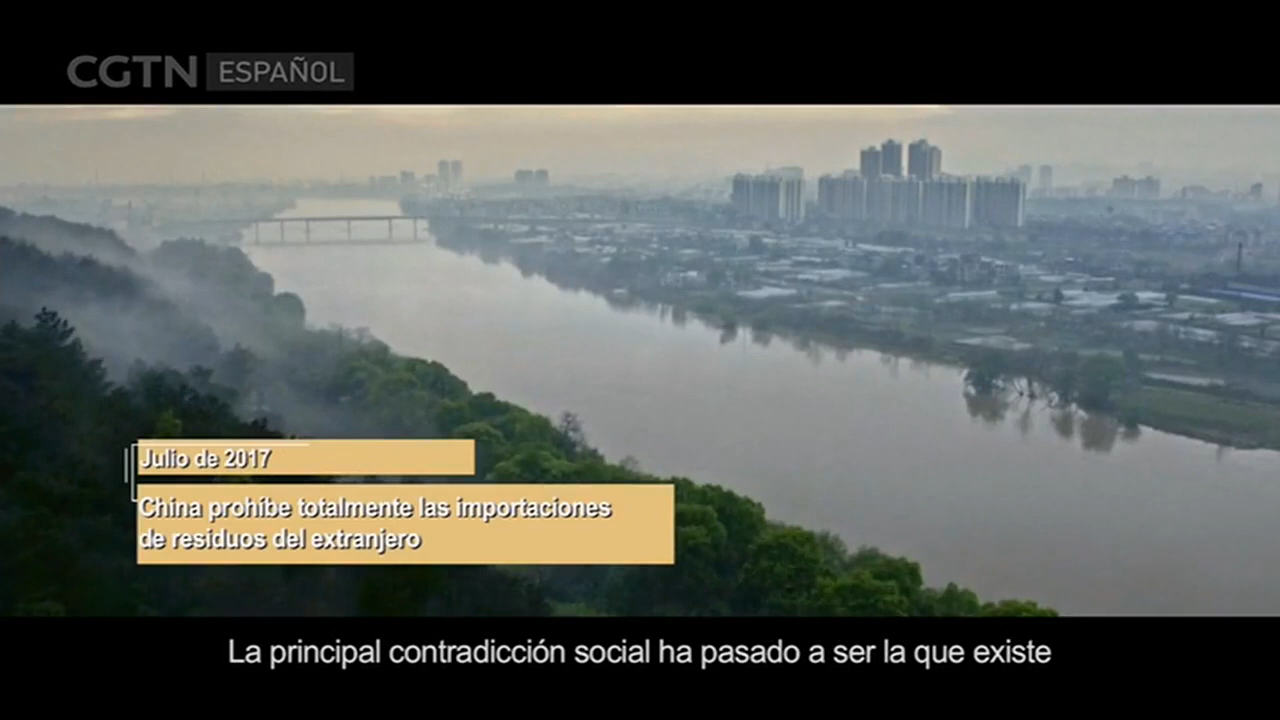 CGTN ESPAÑOL
Julio de 2017
China prohíbe totalmente las importaciones
de residuos del extranjero
La principal contradicción social ha pasado a ser la que existe